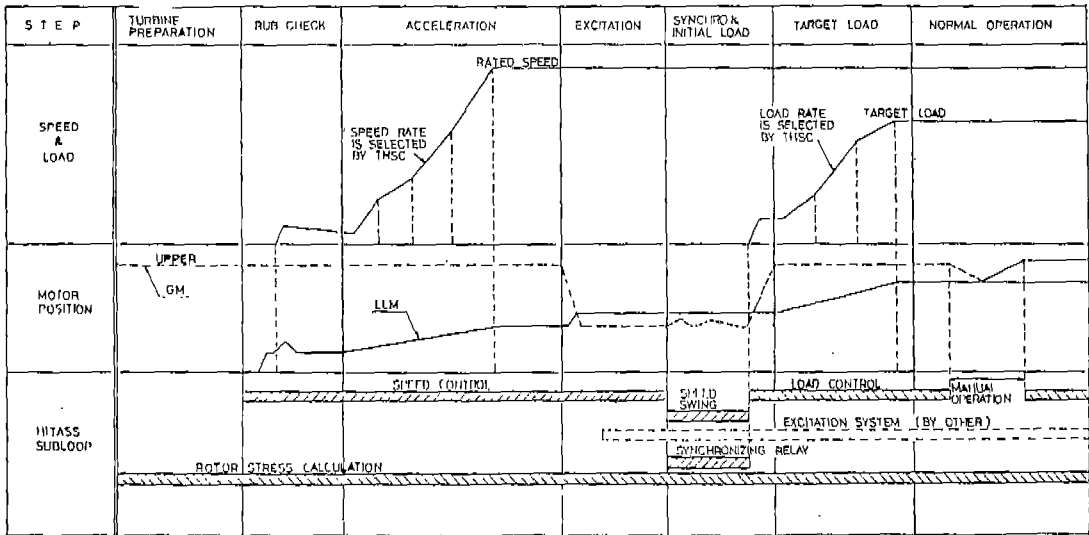 STEP
TURBINE
PREPARATION
RUB CHECK
ACCELERATION
EXCITATION
SYNCHRO &
INITIAL LOAD
TARGET LOAD
NORMAL OPERATION
SPEED
&
LOAD
RATED SPEED
SPEED RATE
IS SELECTED
BY THSC
LOAD RATE
IS SELECTED
BY THSC
TARGET LOAD
MOTOR
POSITION
UPPER
GM
LLM
HITASS
SUBLOOP
SPEED CONTROL
SWING
LOAD CONTROL
MANUAL
OPERATION
EXCITATION SYSTEM (BY OTHER)
SYNCHRONIZING RELAY
ROTOR STRESS CALCULATION